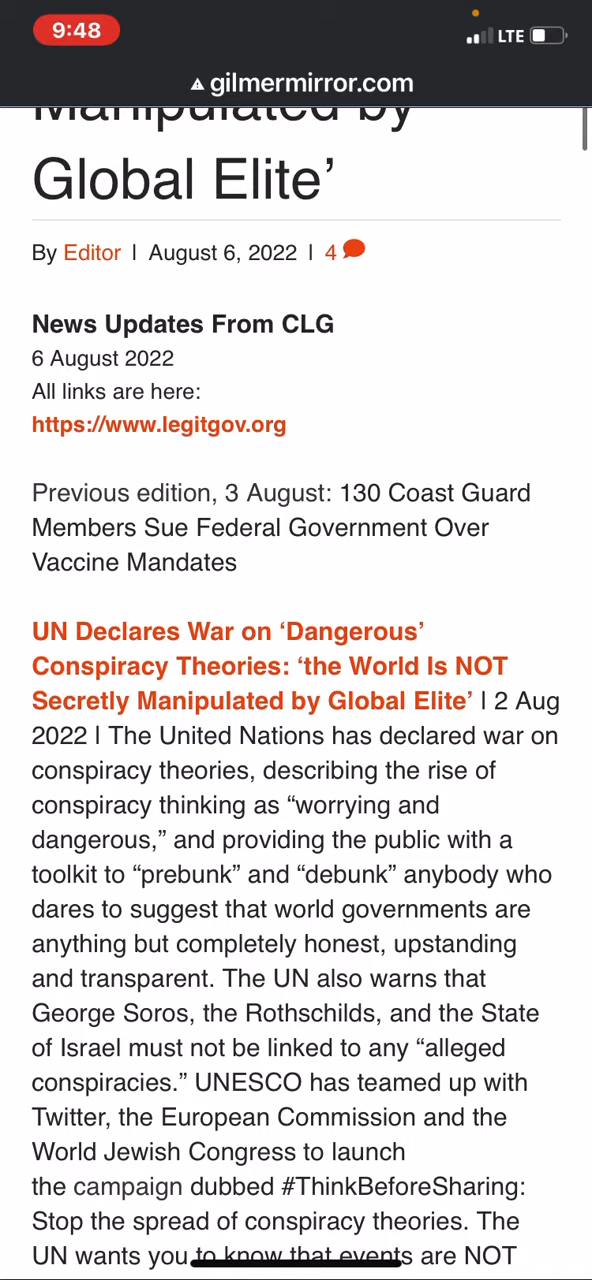 9:48
LTE
gilmermirror.com
Manipulated by
Global Elite’
By Editor | August 6, 2022 | 4
News Updates From CLG
6 August 2022
All links are here:
https://www.legitgov.org
Previous edition, 3 August: 130 Coast Guard
Members Sue Federal Government Over
Vaccine Mandates
UN Declares War on ‘Dangerous’
Conspiracy Theories: ‘the World Is NOT
Secretly Manipulated by Global Elite’ | 2 Aug
2022 | The United Nations has declared war on
conspiracy theories, describing the rise of
conspiracy thinking as “worrying and
dangerous,” and providing the public with a
toolkit to “prebunk” and “debunk” anybody who
dares to suggest that world governments are
anything but completely honest, upstanding
and transparent. The UN also warns that
George Soros, the Rothschilds, and the State
of Israel must not be linked to any “alleged
conspiracies.” UNESCO has teamed up with
Twitter, the European Commission and the
World Jewish Congress to launch
the campaign dubbed #ThinkBeforeSharing:
Stop the spread of conspiracy theories. The
UN wants you to know that events are NOT